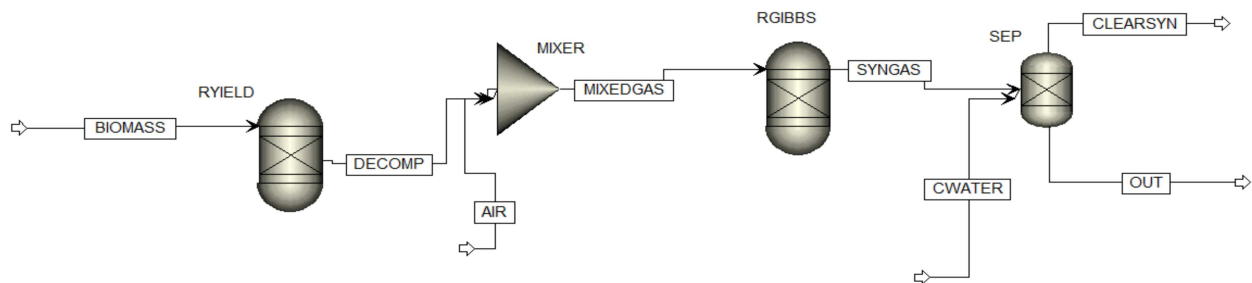 CLEARSYN
SEP
MIXER
RGIBBS
SYNGAS
MIXEDGAS
RYIELD
BIOMASS
DECOMP
CWATER
OUT
AIR